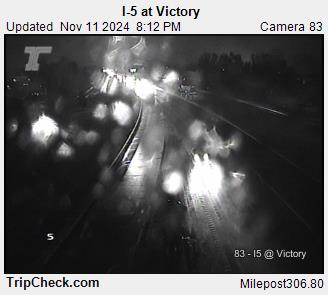 I-5 at Victory
Updated Nov 11 2024 8:12 PM Camera 83
T
S
83 - I5 @ Victory
TripCheck.com Milepost306.80